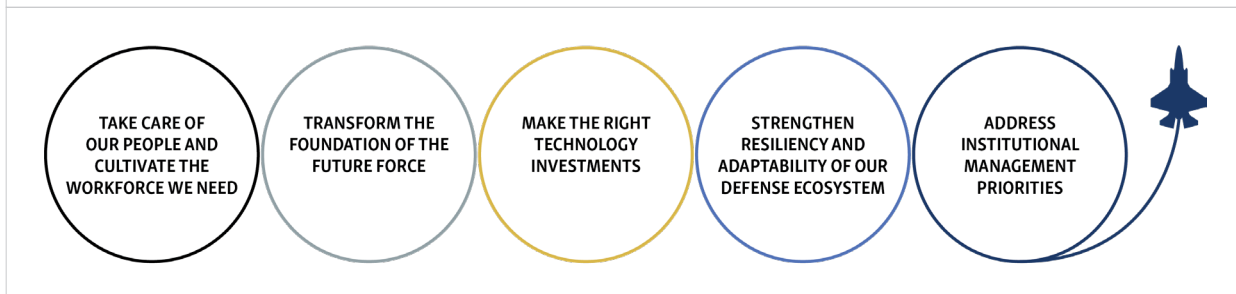 TAKE CARE OF
OUR PEOPLE AND
CULTIVATE THE
WORKFORCE WE NEED
TRANSFORM THE
FOUNDATION OF THE
FUTURE FORCE
MAKE THE RIGHT
TECHNOLOGY
INVESTMENTS
STRENGTHEN
RESILIENCY AND
ADAPTABILITY OF OUR
DEFENSE ECOSYSTEM
ADDRESS
INSTITUTIONAL
MANAGEMENT
PRIORITIES